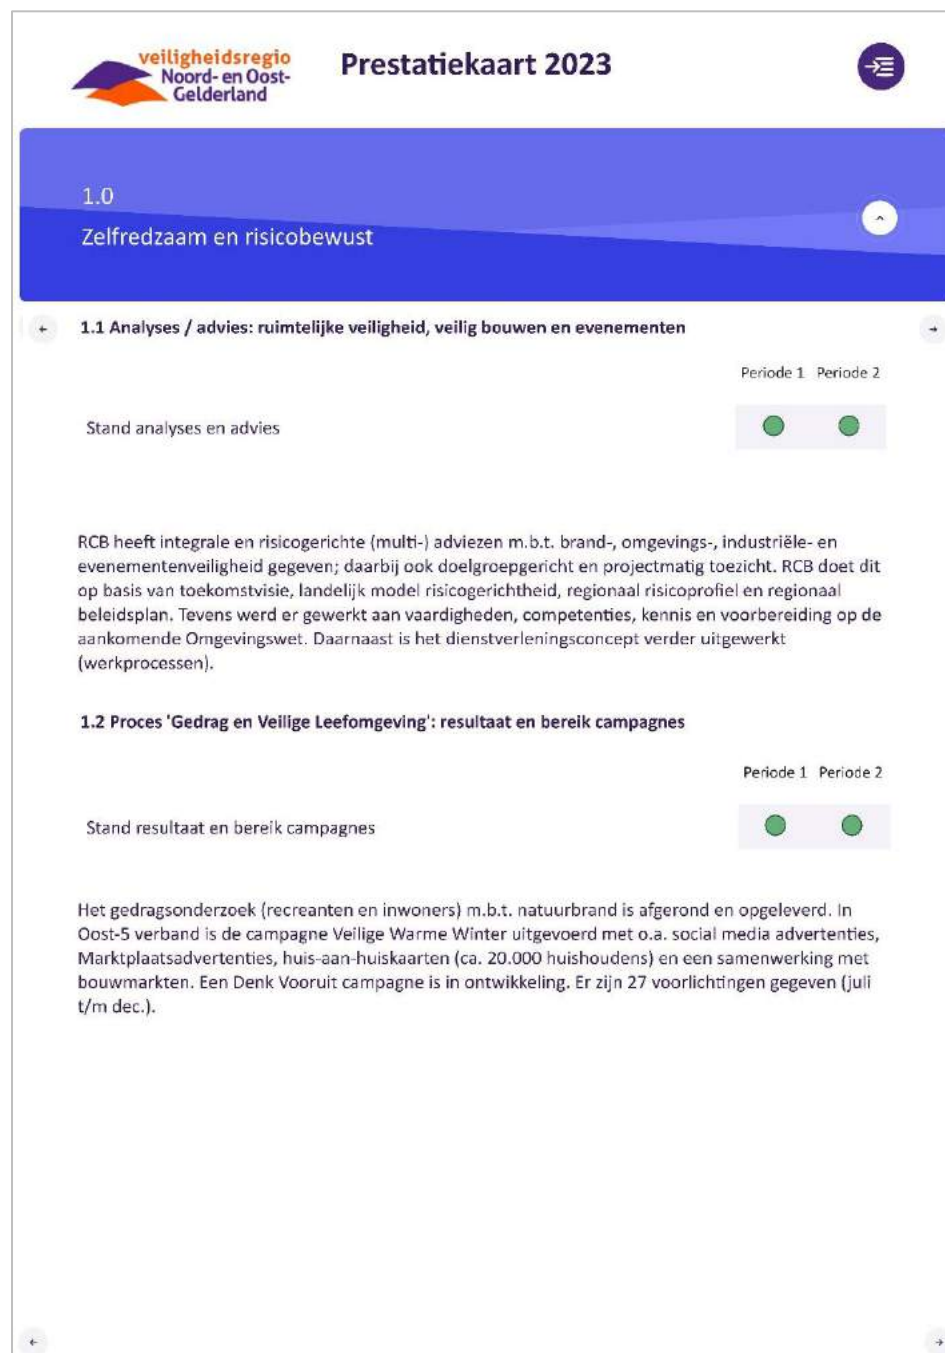 veiligheidsregio
Noord- en Oost-
Gelderland
Prestatiekaart 2023
1.0
Zelfredzaam en risicobewust
1.1 Analyses / advies: ruimtelijke veiligheid, veilig bouwen en evenementen
Periode 1 Periode 2
Stand analyses en advies
RCB heeft integrale en risicogerichte (multi-) adviezen m.b.t. brand-, omgevings-, industriële- en
evenementenveiligheid gegeven; daarbij ook doelgroepgericht en projectmatig toezicht. RCB doet dit
op basis van toekomstvisie, landelijk model risicogerichtheid, regionaal risicoprofiel en regionaal
beleidsplan. Tevens werd er gewerkt aan vaardigheden, competenties, kennis en voorbereiding op de
aankomende Omgevingswet. Daarnaast is het dienstverleningsconcept verder uitgewerkt
(werkprocessen).
1.2 Proces 'Gedrag en Veilige Leefomgeving': resultaat en bereik campagnes
Periode 1 Periode 2
Stand resultaat en bereik campagnes
Het gedragsonderzoek (recreanten en inwoners) m.b.t. natuurbrand is afgerond en opgeleverd. In
Oost-5 verband is de campagne Veilige Warme Winter uitgevoerd met o.a. social media advertenties,
Marktplaatsadvertenties, huis-aan-huiskaarten (ca. 20.000 huishoudens) en een samenwerking met
bouwmarkten. Een Denk Vooruit campagne is in ontwikkeling. Er zijn 27 voorlichtingen gegeven (juli
t/m dec.).